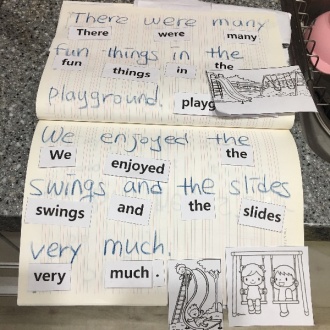 There were many
There were many
fun things in the
fun things in the
playground.
playg
We enjoyed the
We enjoyed the
swings and the slides
swings and the slides
very much.
very much.